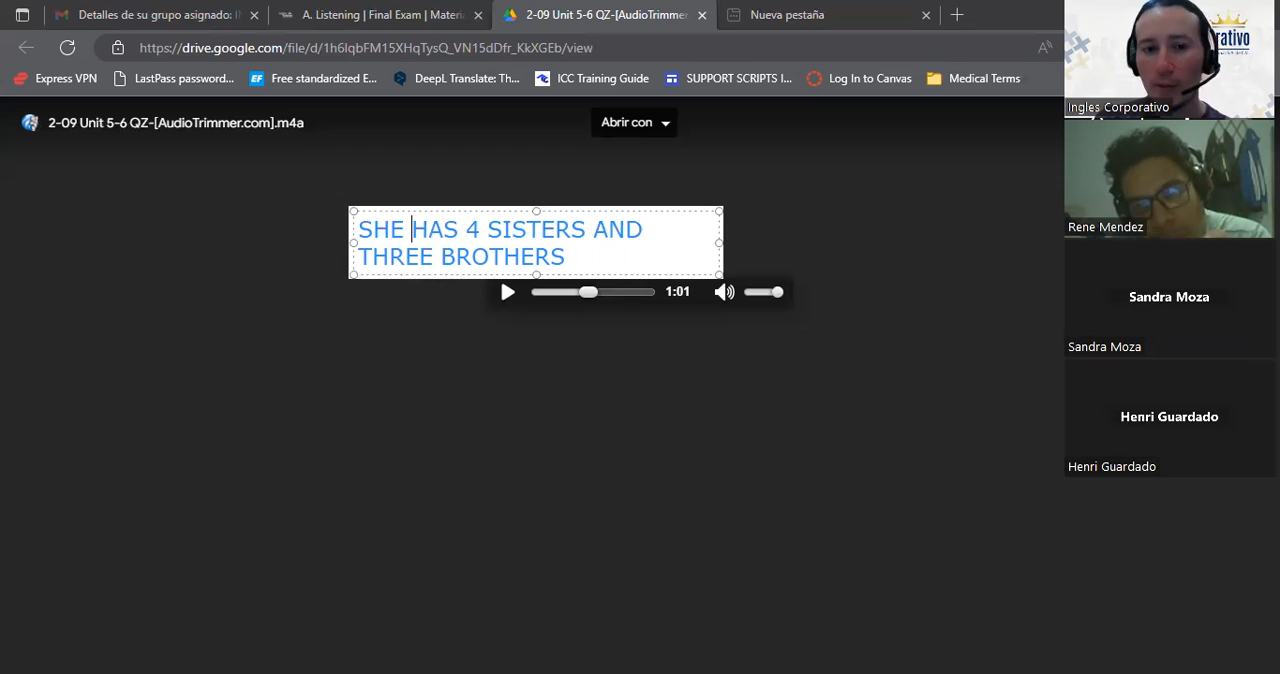 Detalles de su grupo asignado: I
A. Listening | Final Exam | Materia
2-09 Unit 5-6 QZ-[AudioTrimmer
Nueva pestaña
https://drive.google.com/file/d/1h6lqbFM15XHqTysQ_VN15dDfr_KkXGEb/view
Express VPN
LastPass password...
Free standardized E...
DeepL Translate: Th...
ICC Training Guide
SUPPORT SCRIPTS I...
Log In to Canvas
Medical Terms
2-09 Unit 5-6 QZ-[AudioTrimmer.com].m4a
Abrir con
SHE HAS 4 SISTERS AND
THREE BROTHERS
1:01
rativo
Ingles Corporativo
Rene Mendez
Sandra Moza
Sandra Moza
Henri Guardado
Henri Guardado